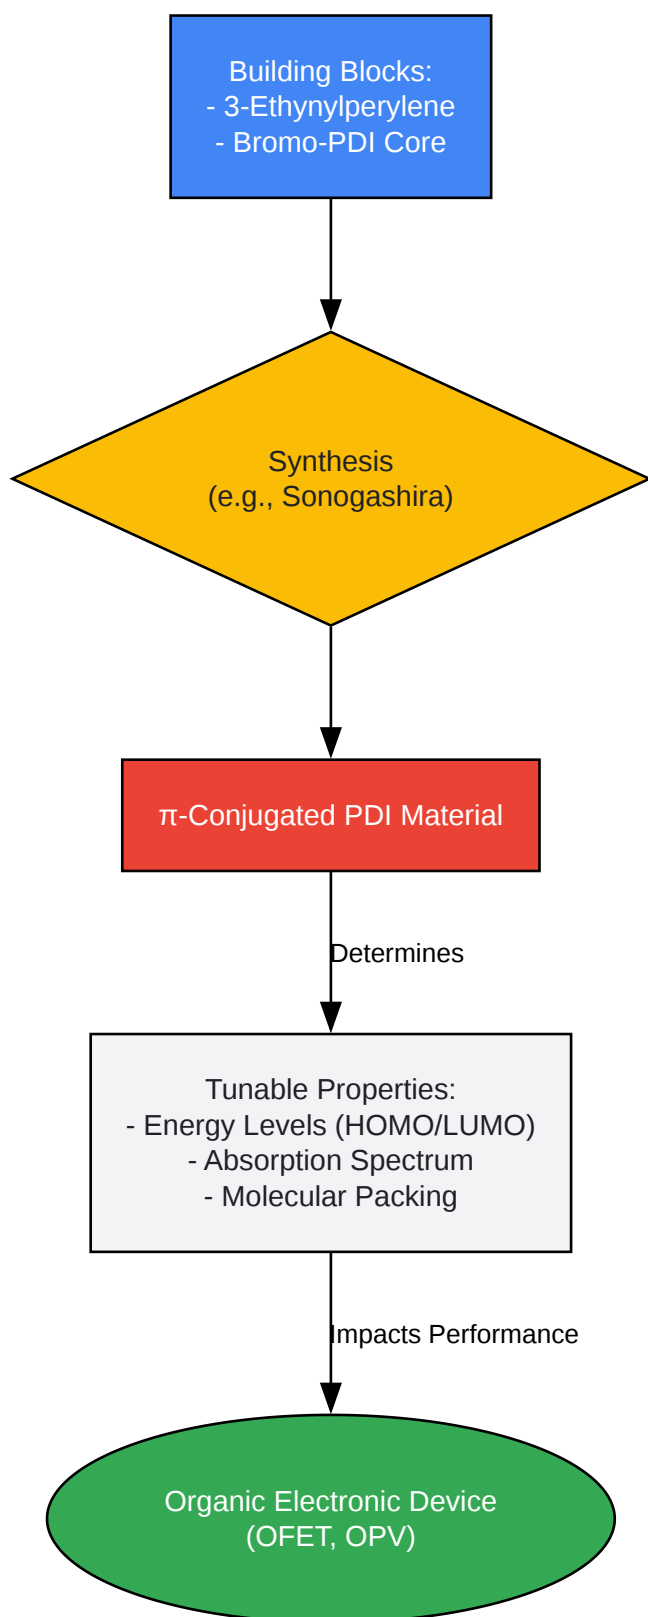 Building Blocks:
- 3-Ethynylperylene
- Bromo-PDI Core
Synthesis
(e.g., Sonogashira)
π-Conjugated PDI Material
Determines
Tunable Properties:
- Energy Levels (HOMO/LUMO)
- Absorption Spectrum
- Molecular Packing
Impacts Performance
Organic Electronic Device
(OFET, OPV)